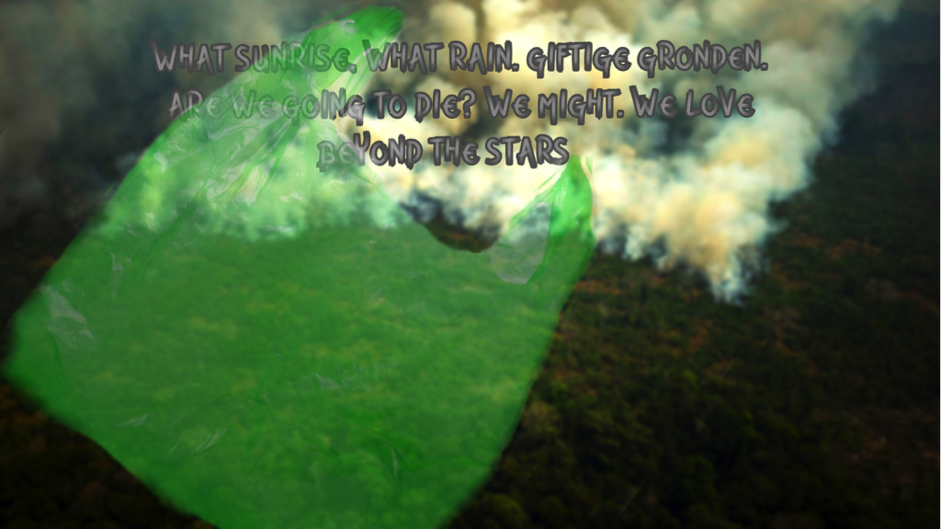 WHAT SUNRISE, WHAT RAIN. GIFTIGE GRONDEN.
ARE WE GOING TO DIE? WE MIGHT. WE LOVE
BEYOND THE STARS